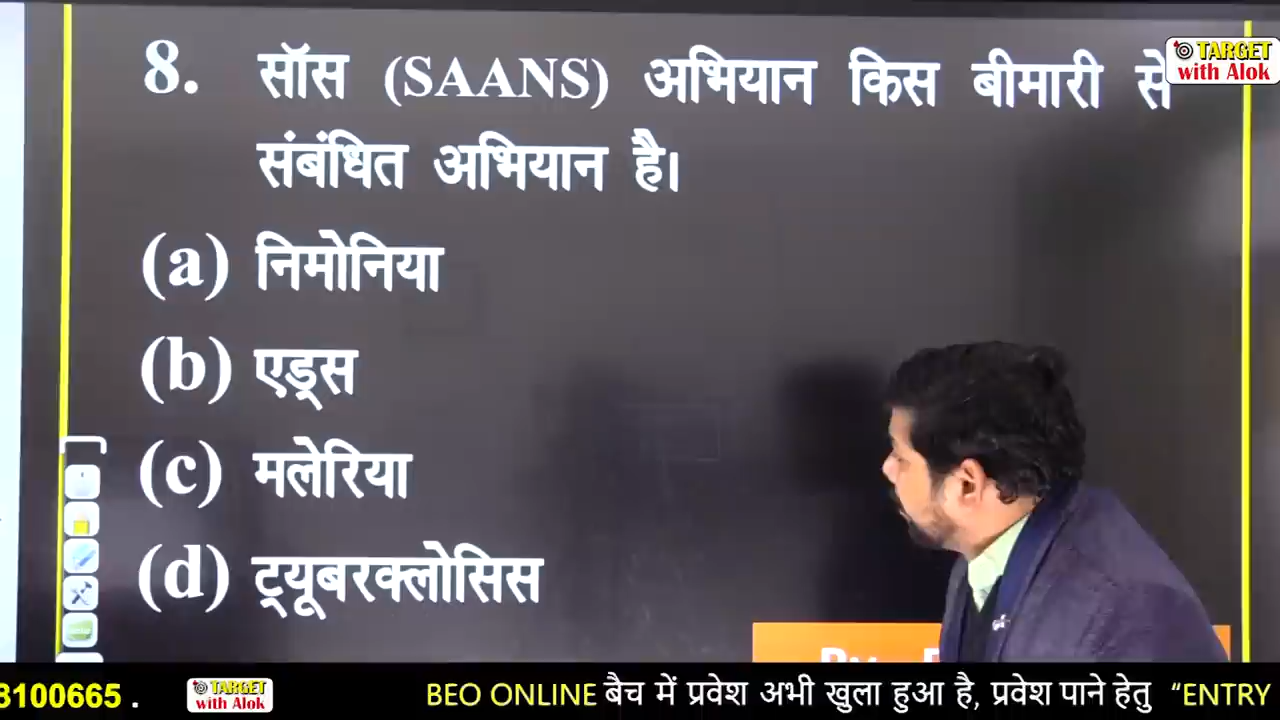 TARGET
with Alok
8. सॉस (SAANS) अभियान किस बीमारी से
संबंधित अभियान है।
(a) निमोनिया
(b) एड्स
(c) मलेरिया
(d) ट्यूबरक्लोसिस
8100665 . TARGET with Alok BEO ONLINE बैच में प्रवेश अभी खुला हुआ है, प्रवेश पाने हेतु “ENTRY